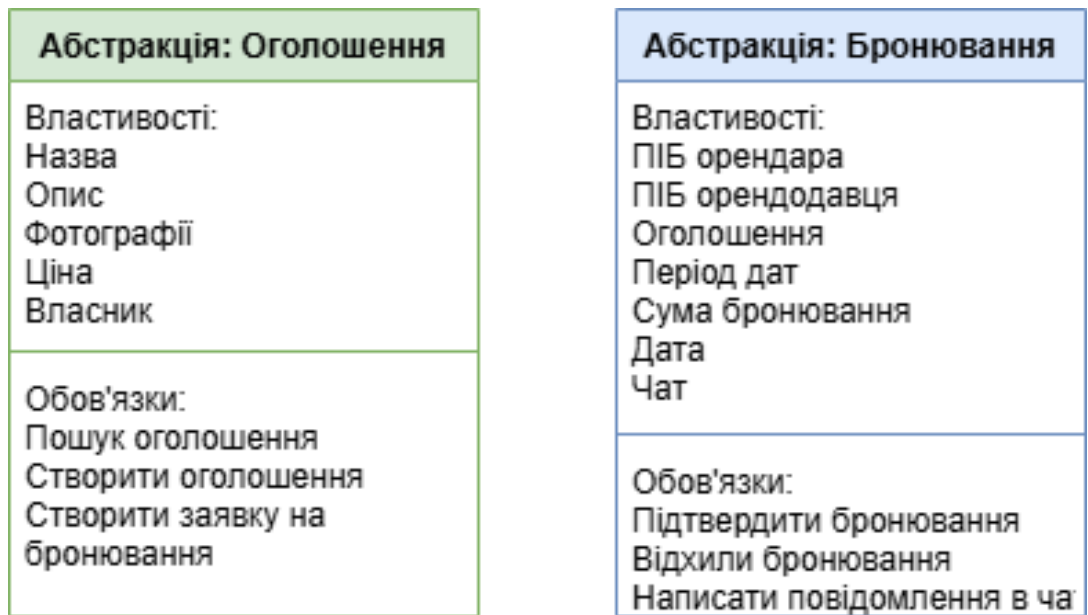 Абстракція: Оголошення
Властивості:
Назва
Опис
Фотографії
Ціна
Власник
Обов'язки:
Пошук оголошення
Створити оголошення
Створити заявку на
бронювання
Абстракція: Бронювання
Властивості:
ПІБ орендара
ПІБ орендодавця
Оголошення
Період дат
Сума бронювання
Дата
Чат
Обов'язки:
Підтвердити бронювання
Відхили бронювання
Написати повідомлення в